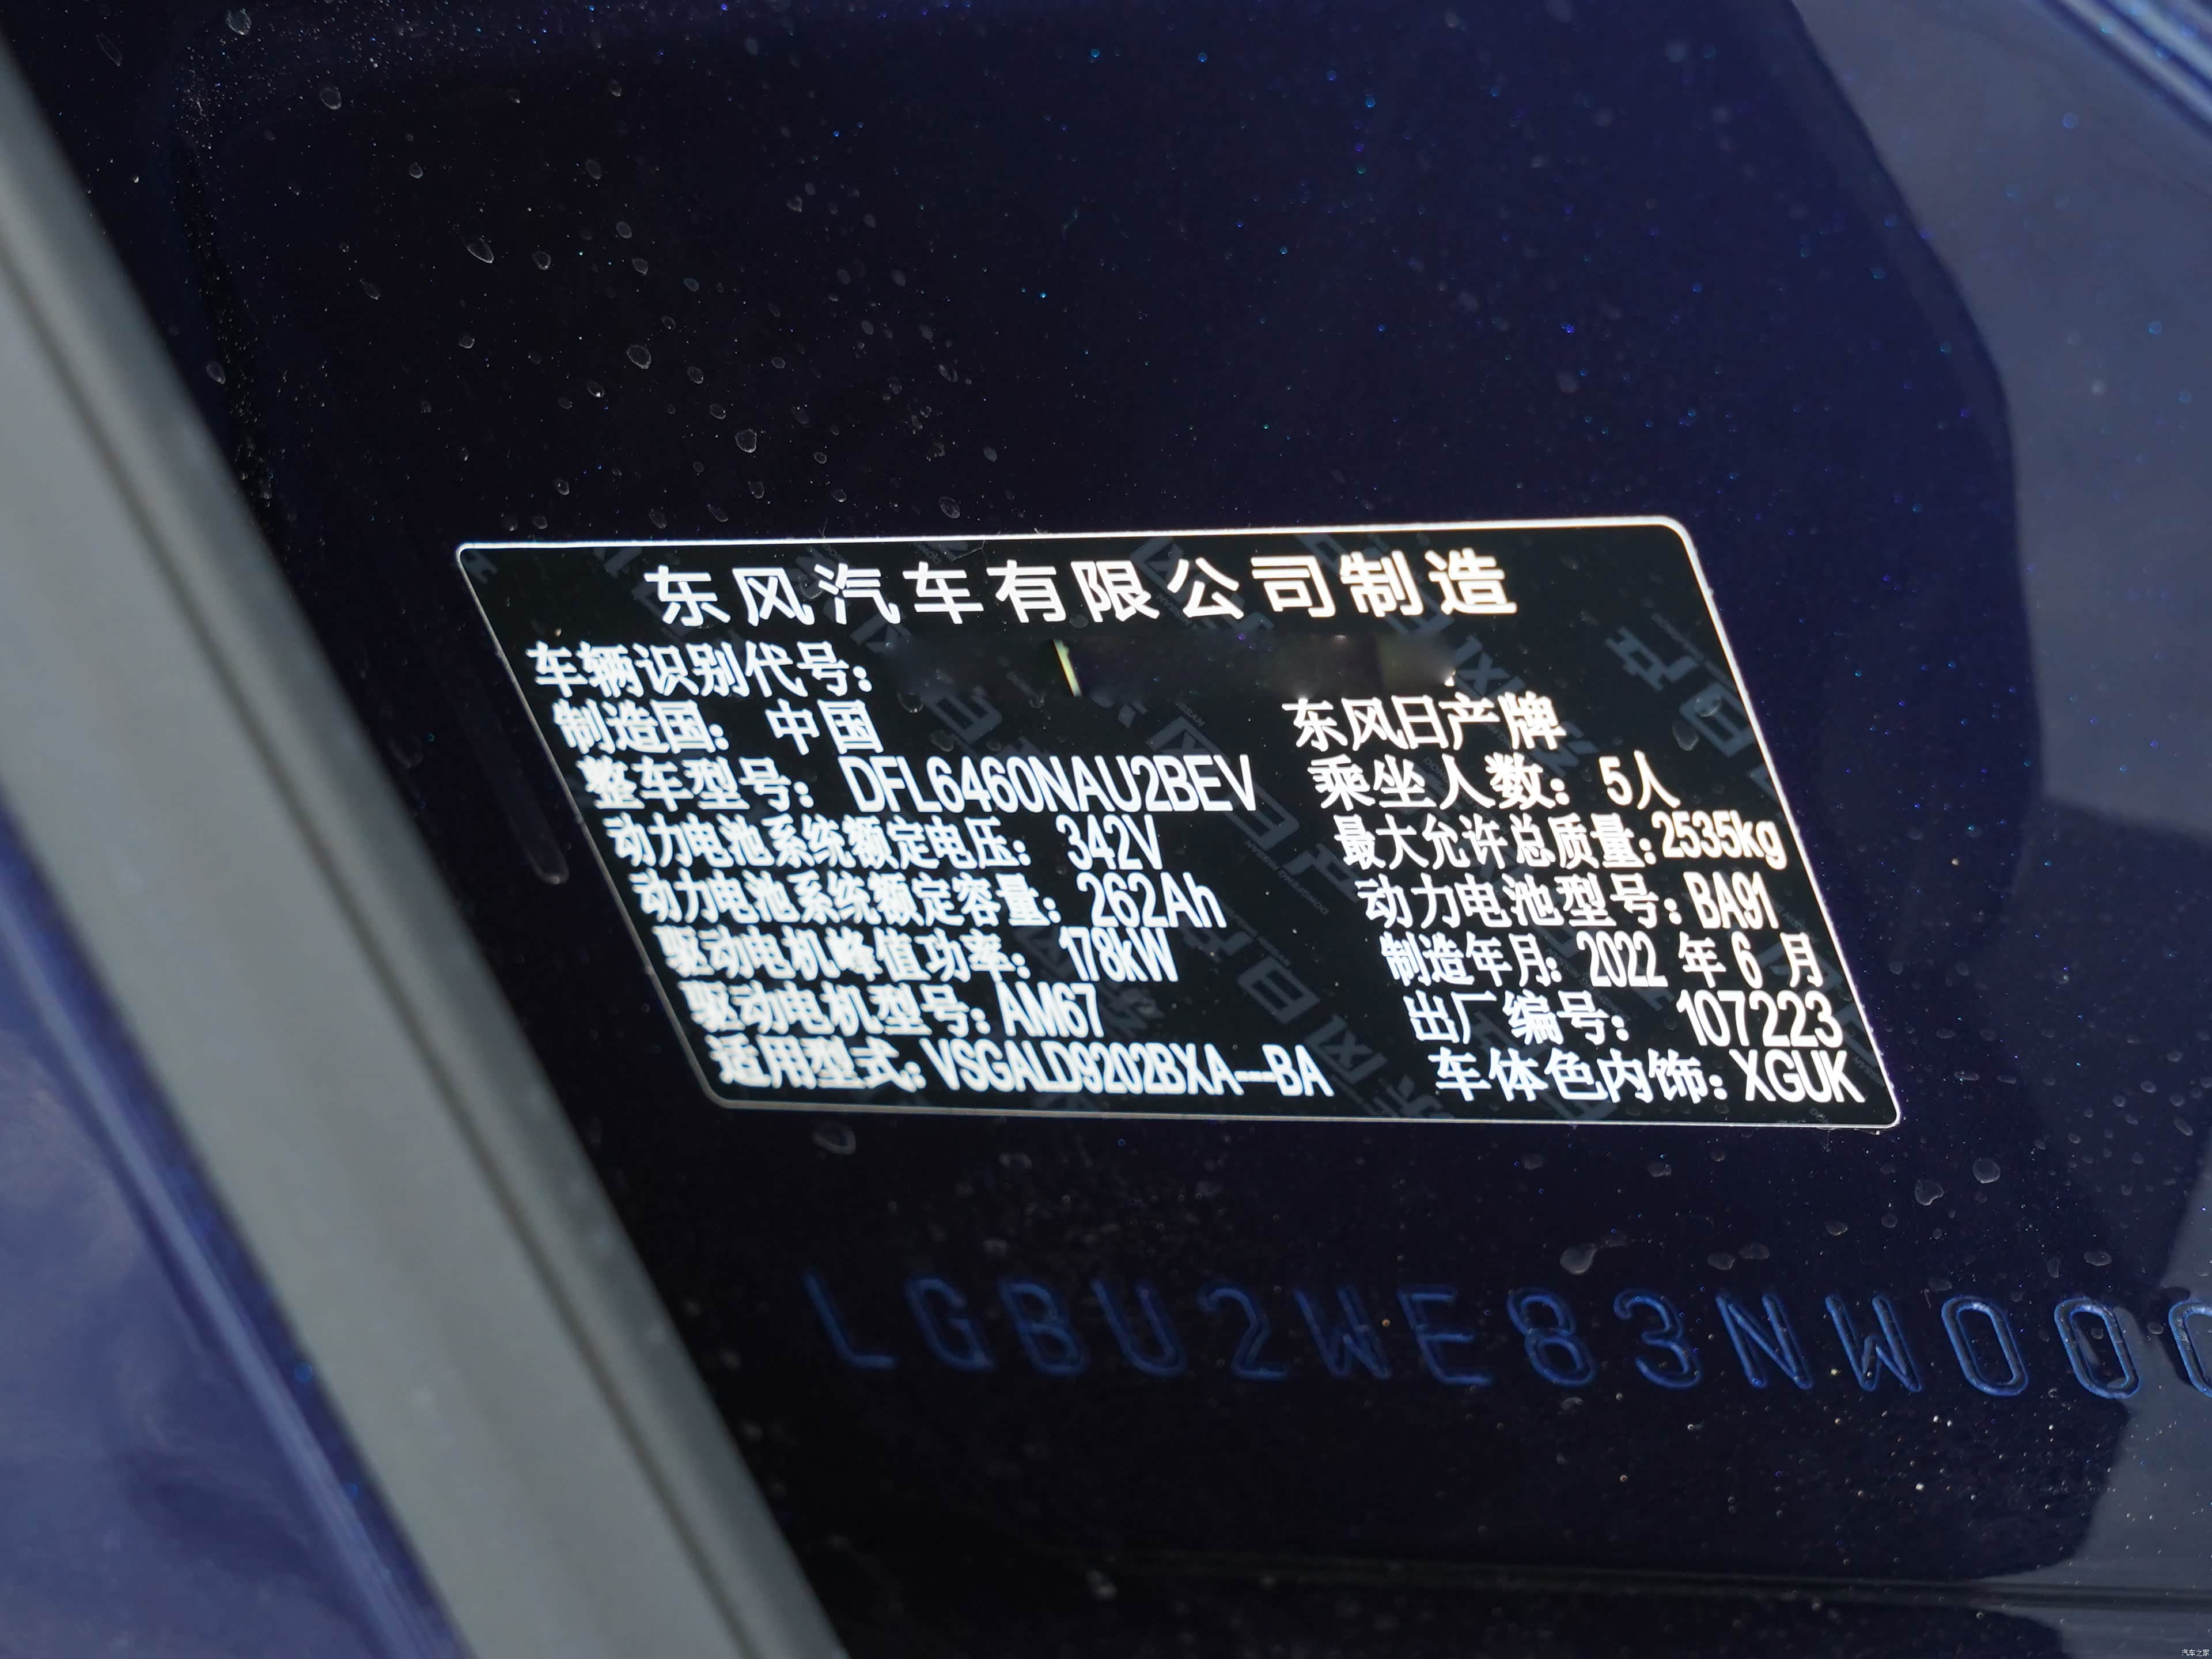 东风汽车有限公司制造
车辆识别代号:
制造国: 中国 东风日产牌
整车型号: DFL6460NAU2BEV 乘坐人数: 5人
动力电池系统额定电压: 342V 最大允许总质量: 2535kg
动力电池系统额定容量: 262Ah 动力电池型号: BA91
驱动电机峰值功率: 178kW 制造年月: 2022 年 6 月
驱动电机型号: AM67 出厂编号: 107223
适用型式: VSGALD9202BXA---BA 车体色内饰: XGUK
LGBU2WE83NW000
汽车之家